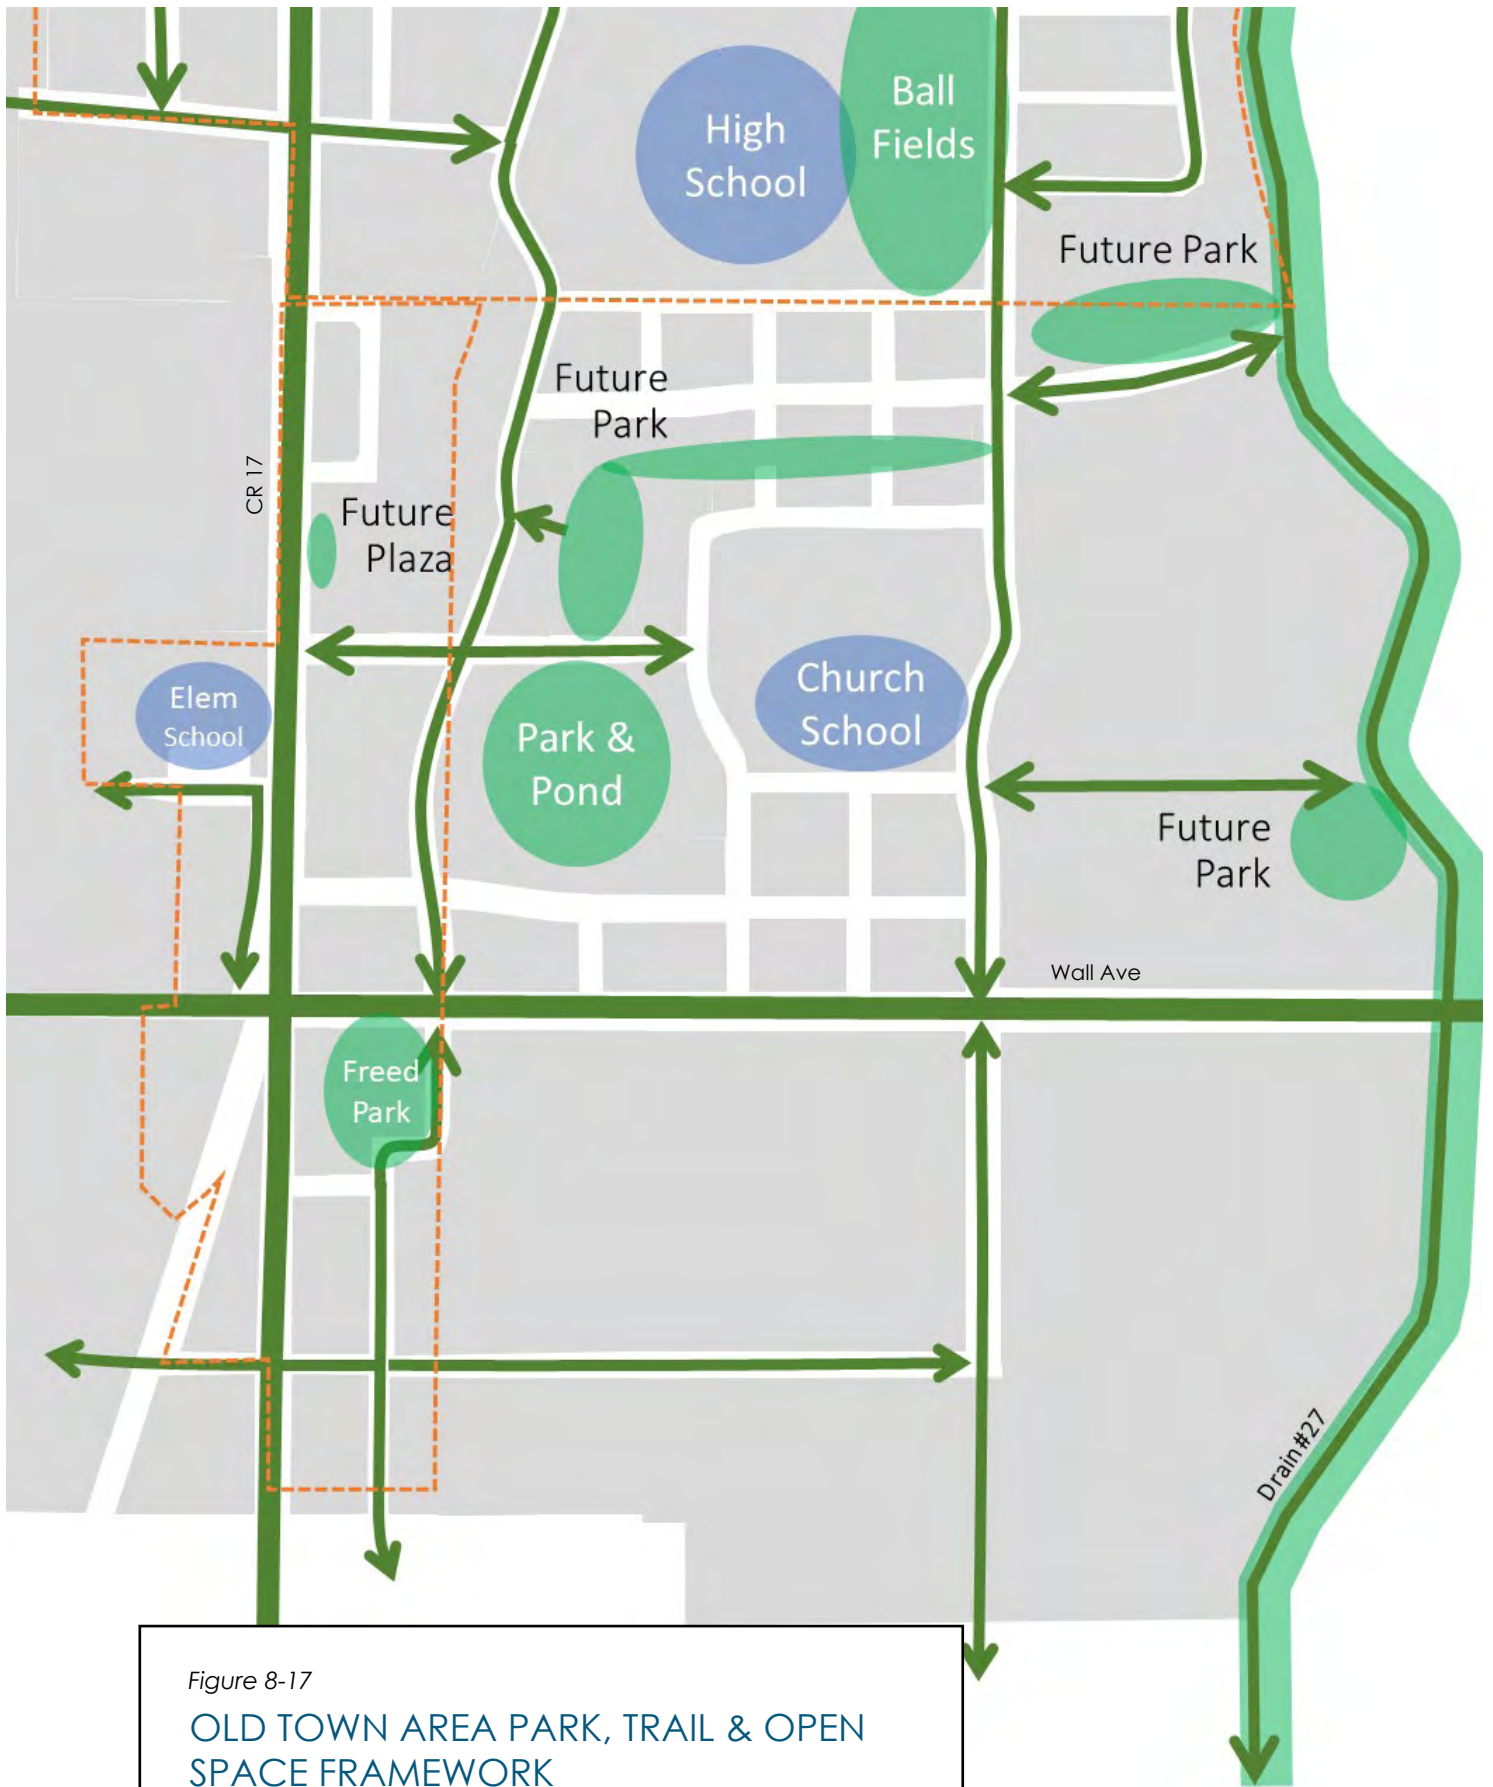 Ball
Fields
High
School
Future Park
Future
Park
CR 17
Future
Plaza
Elem
School
Church
School
Park &
Pond
Future
Park
Wall Ave
Freed
Park
Drain#27
Figure 8-17
OLD TOWN AREA PARK, TRAIL & OPEN
SPACE FRAMEWORK